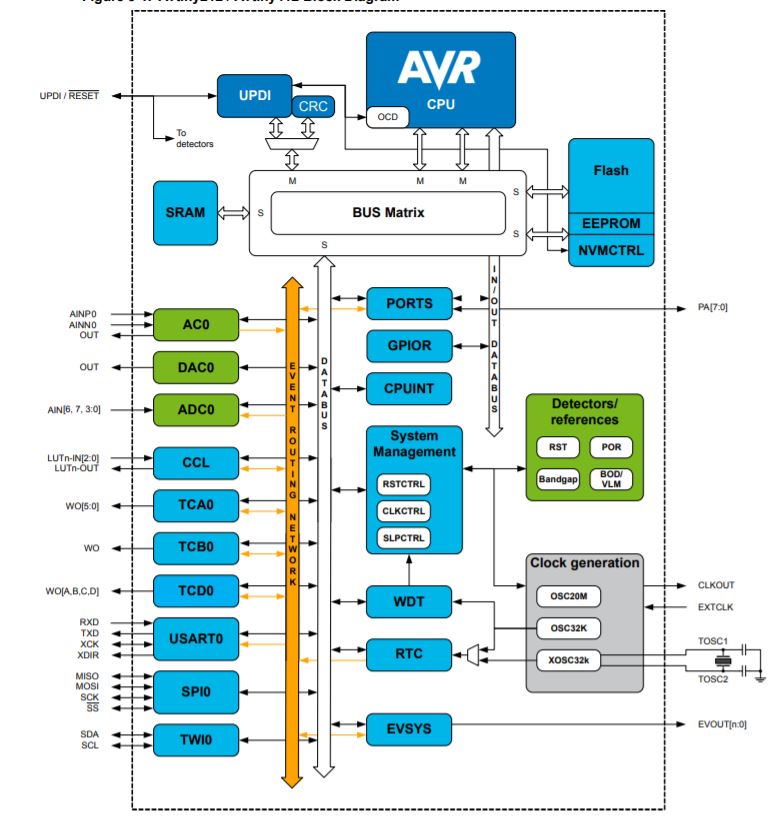 UPDI / RESET
To
detectors
UPDI
CRC
AVR
CPU
OCD
M
M
M
SRAM
S
BUS Matrix
S
S
S
Flash
EEPROM
NVMCTRL
IN/OUT DATABUS
EVENT ROUTING NETWORK
DATABUS
PORTS
PA[7:0]
GPIOR
CPUINT
AINP0
AINN0
OUT
AC0
OUT
DAC0
AIN[6, 7, 3:0]
ADC0
LUTn-IN[2:0]
LUTn-OUT
CCL
WO[5:0]
TCA0
WO
TCB0
WO[A,B,C,D]
TCD0
RXD
TXD
XCK
XDIR
USART0
MISO
MOSI
SCK
SS
SPI0
SDA
SCL
TWI0
System
Management
RSTCTRL
CLKCTRL
SLPCTRL
Detectors/
references
RST
POR
Bandgap
BOD/
VLM
Clock generation
OSC20M
OSC32K
XOSC32k
CLKOUT
EXTCLK
TOSC1
TOSC2
WDT
RTC
EVSYS
EVOUT[n:0]